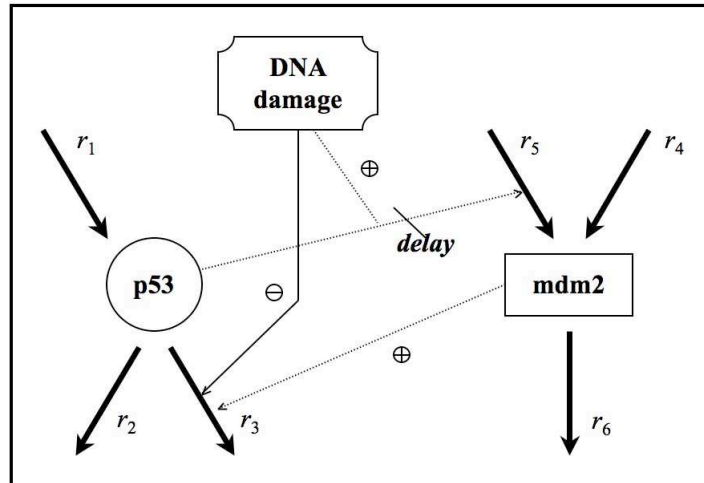 DNA
damage
r1
r5
r4
⊕
delay
p53
⊖
mdm2
⊕
r2
r3
r6